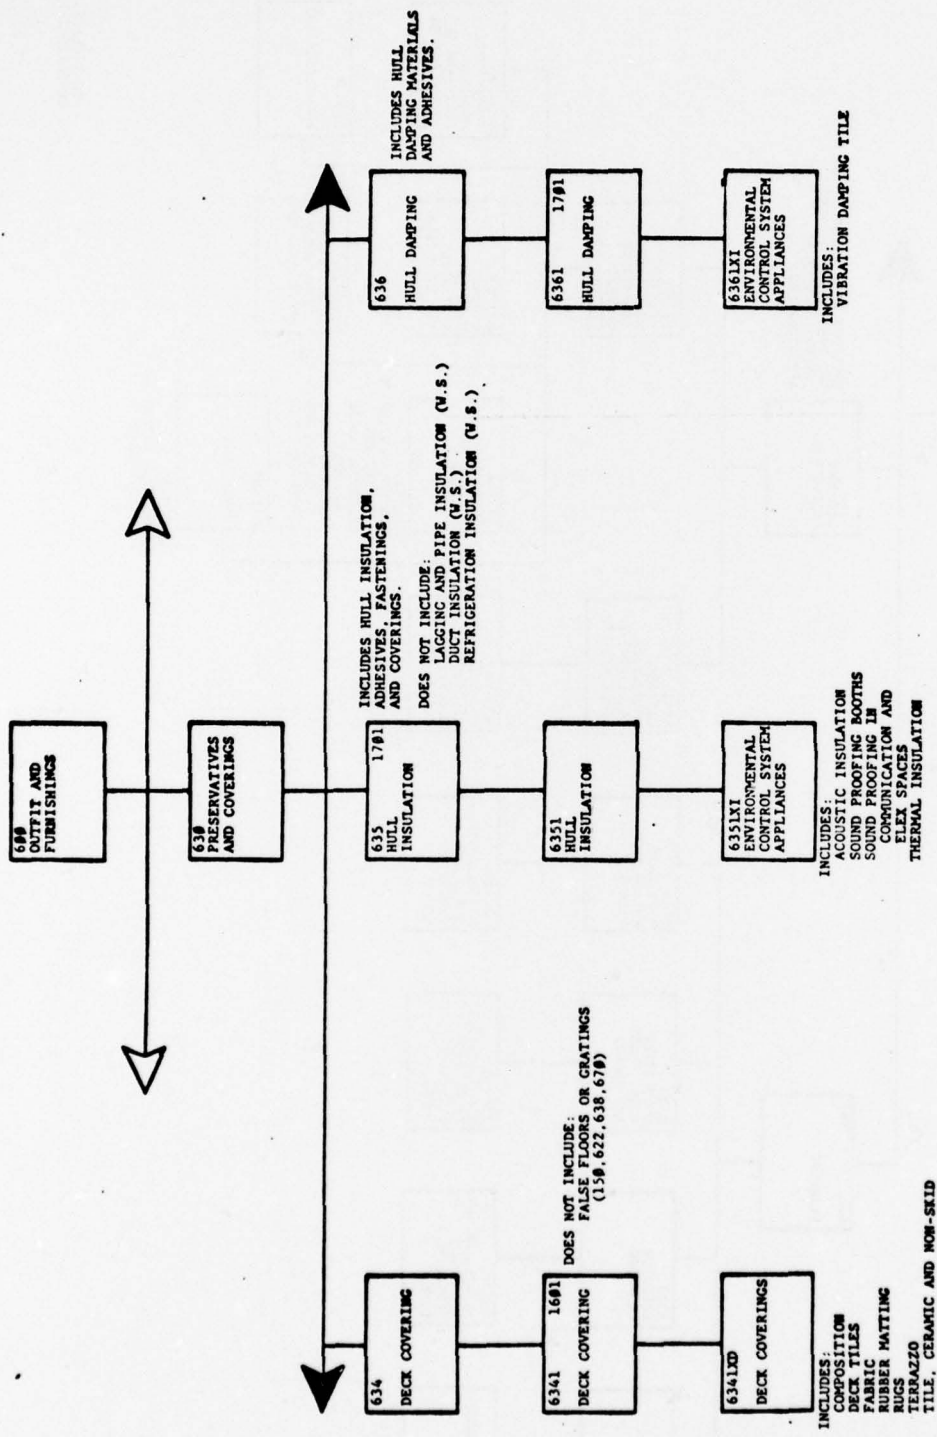 600
OUTFIT AND
FURNISHINGS
630
PRESERVATIVES
AND COVERINGS
634
DECK COVERING
6341 1601
DECK COVERING
DOES NOT INCLUDE:
FALSE FLOORS OR GRATINGS
(150,622,638,670)
6341XD
DECK COVERINGS
INCLUDES:
COMPOSITION
DECK TILES
FABRIC
RUBBER MATTING
RUGS
TERRAZZO
TILE, CERAMIC AND NON-SKID
635 1701
HULL
INSULATION
INCLUDES HULL INSULATION,
ADHESIVES, FASTENINGS,
AND COVERINGS.
DOES NOT INCLUDE:
LAGGING AND PIPE INSULATION (W.S.)
DUCT INSULATION (W.S.)
REFRIGERATION INSULATION (W.S.)
6351
HULL
INSULATION
6351XI
ENVIRONMENTAL
CONTROL SYSTEM
APPLIANCES
INCLUDES:
ACOUSTIC INSULATION
SOUND PROOFING BOOTHS
SOUND PROOFING IN
COMMUNICATION AND
ELEX SPACES
THERMAL INSULATION
636
HULL DAMPING
INCLUDES HULL
DAMPING MATERIALS
AND ADHESIVES.
6361 1701
HULL DAMPING
6361XI
ENVIRONMENTAL
CONTROL SYSTEM
APPLIANCES
INCLUDES:
VIBRATION DAMPING TILE